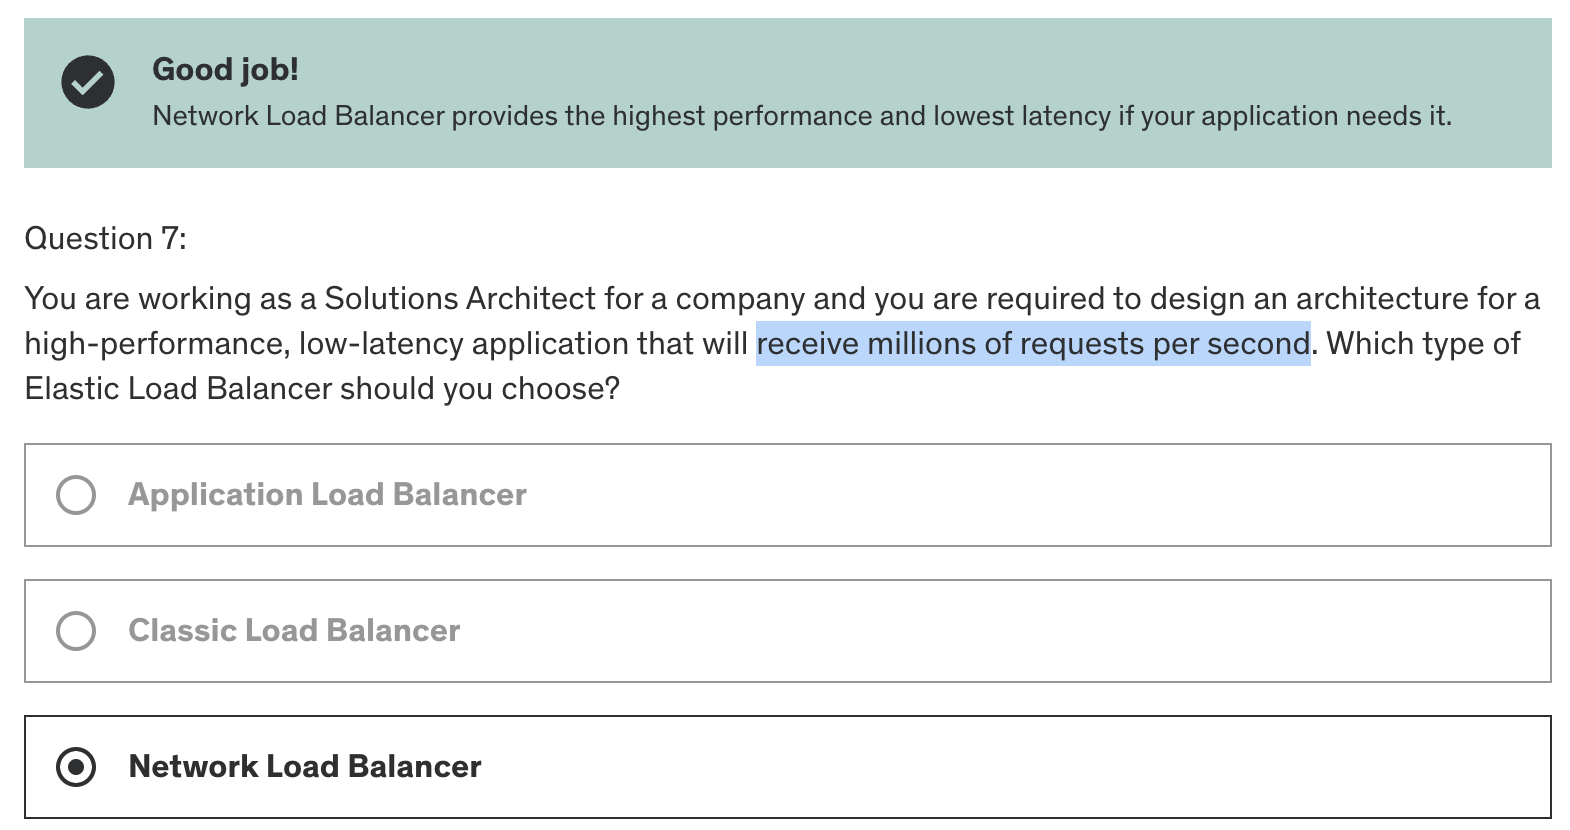 Good job!
Network Load Balancer provides the highest performance and lowest latency if your application needs it.
Question 7:
You are working as a Solutions Architect for a company and you are required to design an architecture for a
high-performance, low-latency application that will receive millions of requests per second. Which type of
Elastic Load Balancer should you choose?
Application Load Balancer
Classic Load Balancer
Network Load Balancer